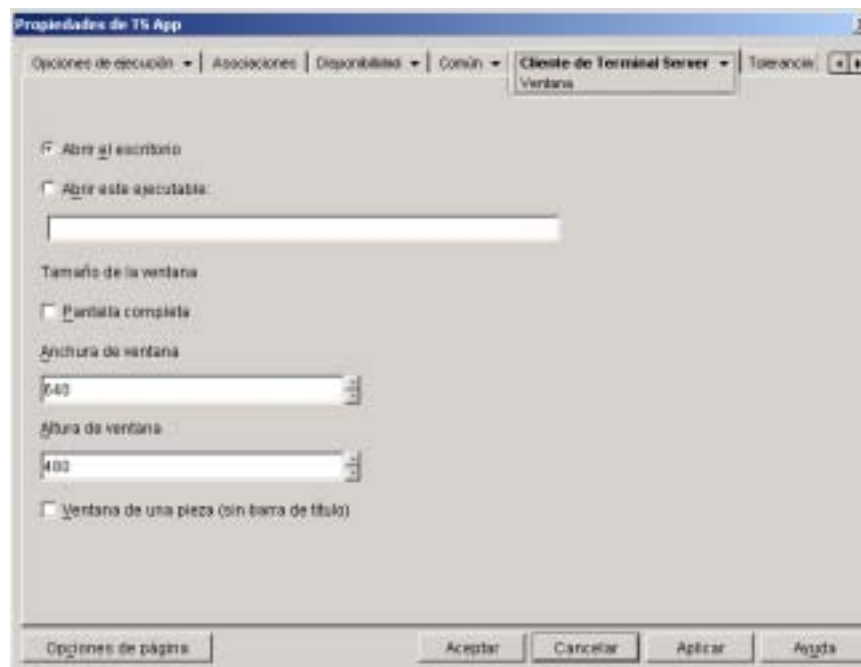 Propiedades de TS App
Opciones de ejecución Asociaciones Disponibilidad Común Cliente de Terminal Server Tolerancia
Ventana
Abrir el escritorio
Abrir este ejecutable:
Tamaño de la ventana
Pantalla completa
Anchura de ventana
640
Altura de ventana
480
Ventana de una pieza (sin barra de título)
Opciones de página Aceptar Cancelar Aplicar Ayuda